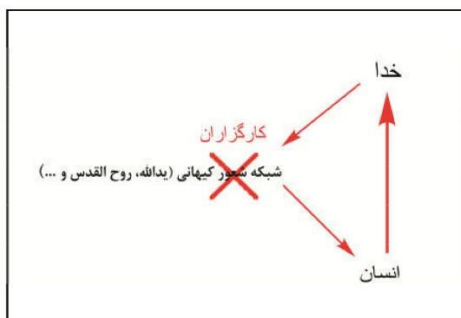 خدا
کارگزاران
شبکه شعور کیهانی (یدالله، روح القدس و ...)
انسان